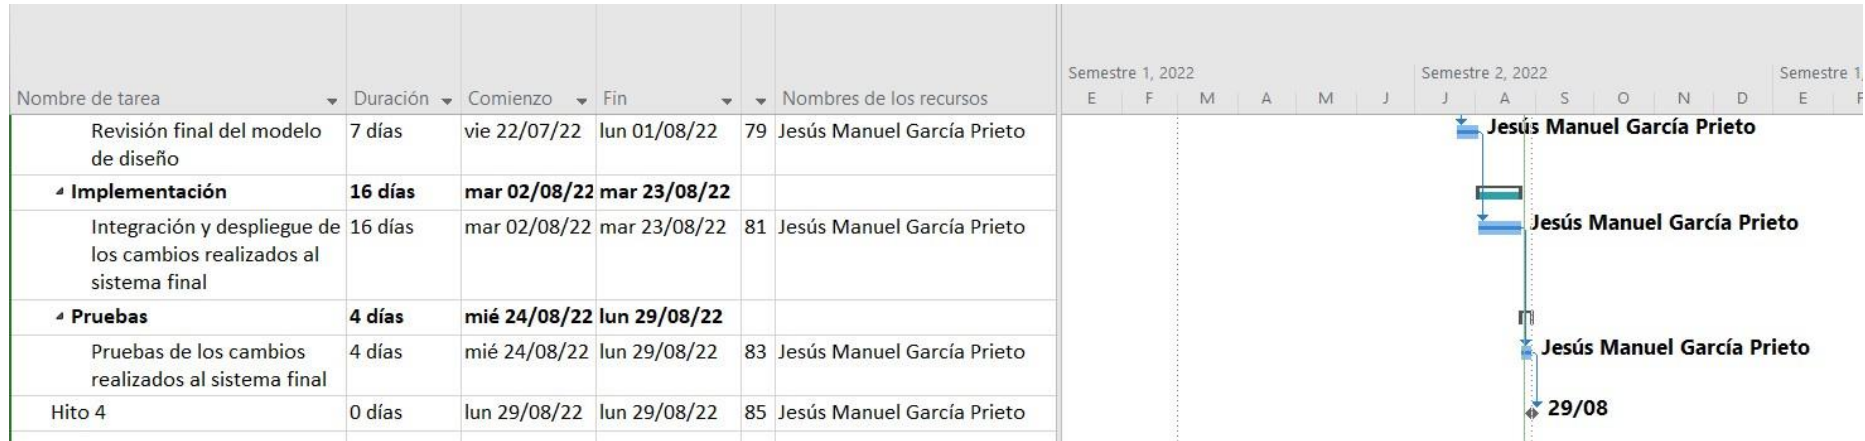 Semestre 1, 2022 Semestre 2, 2022 Semestre 1,
Nombre de tarea Duración Comienzo Fin Nombres de los recursos E F M A M J J A S O N D E F
Revisión final del modelo 7 días vie 22/07/22 lun 01/08/22 79 Jesús Manuel García Prieto Jesús Manuel García Prieto
de diseño
Implementación 16 días mar 02/08/22 mar 23/08/22
Integración y despliegue de 16 días mar 02/08/22 mar 23/08/22 81 Jesús Manuel García Prieto Jesús Manuel García Prieto
los cambios realizados al
sistema final
Pruebas 4 días mié 24/08/22 lun 29/08/22
Pruebas de los cambios 4 días mié 24/08/22 lun 29/08/22 83 Jesús Manuel García Prieto Jesús Manuel García Prieto
realizados al sistema final
Hito 4 0 días lun 29/08/22 lun 29/08/22 85 Jesús Manuel García Prieto 29/08